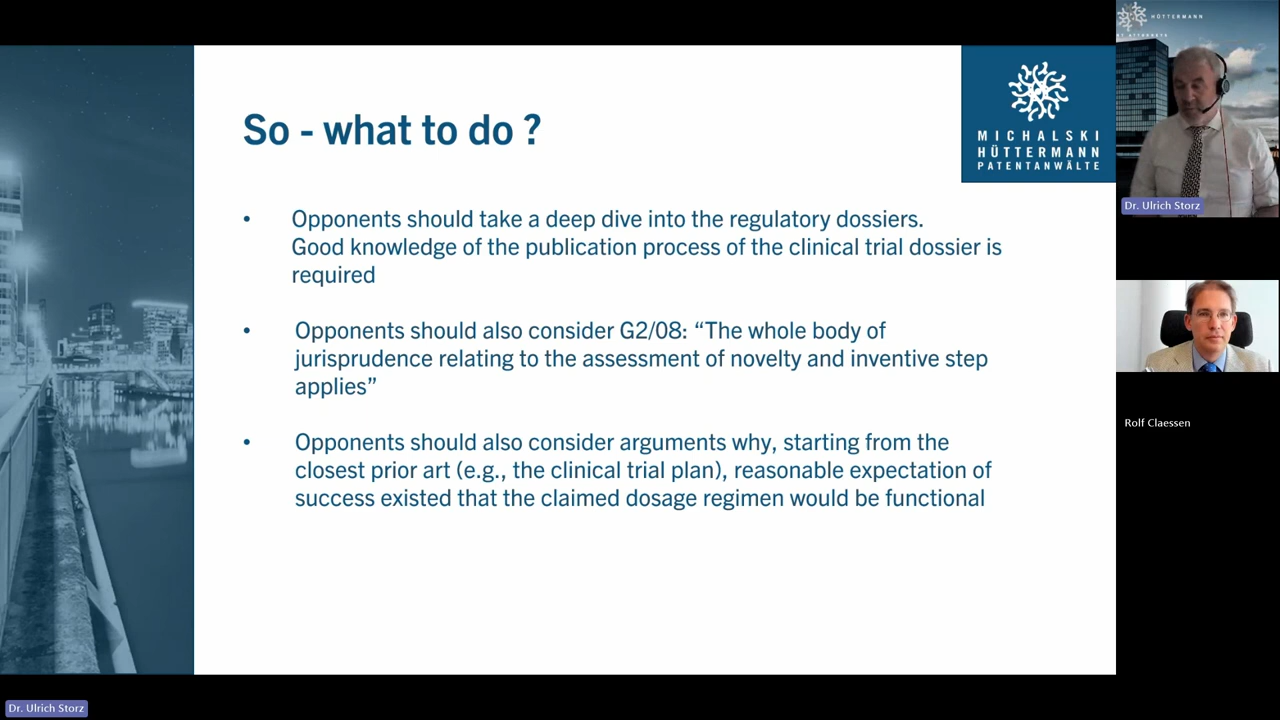 So - what to do ?
MICHALSKI
HÜTTERMANN
PATENTANWÄLTE
• Opponents should take a deep dive into the regulatory dossiers.
Good knowledge of the publication process of the clinical trial dossier is
required
• Opponents should also consider G2/08: “The whole body of
jurisprudence relating to the assessment of novelty and inventive step
applies”
• Opponents should also consider arguments why, starting from the
closest prior art (e.g., the clinical trial plan), reasonable expectation of
success existed that the claimed dosage regimen would be functional
HÜTTERMANN
Dr. Ulrich Storz
Rolf Claessen
Dr. Ulrich Storz